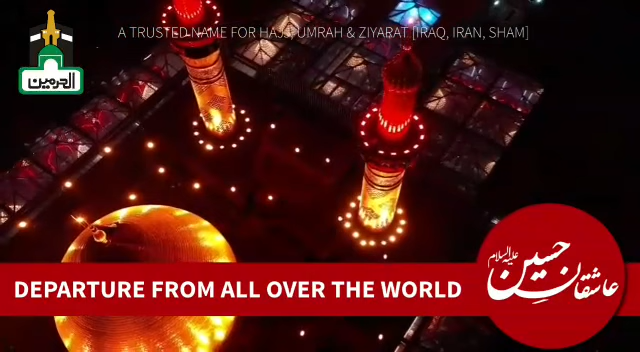 A TRUSTED NAME FOR HAJJ, UMRAH & ZIYARAT [IRAQ, IRAN, SHAM]
الحرمین
DEPARTURE FROM ALL OVER THE WORLD
عاشقان حسین علیہ السلام